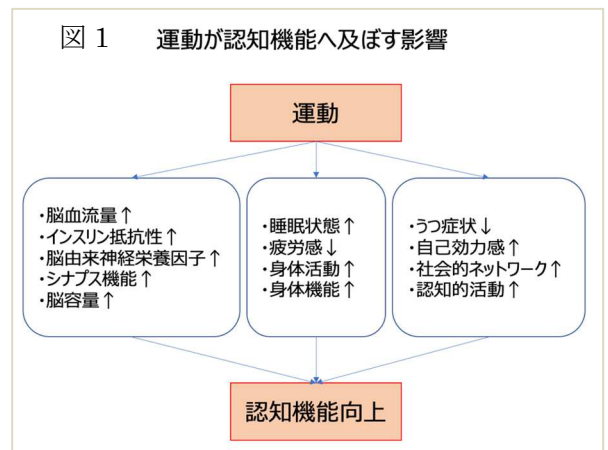 図１　運動が認知機能へ及ぼす影響
運動
・脳血流量↑
・インスリン抵抗性↑
・脳由来神経栄養因子↑
・シナプス機能↑
・脳容量↑
・睡眠状態↑
・疲労感↓
・身体活動↑
・身体機能↑
・うつ症状↓
・自己効力感↑
・社会的ネットワーク↑
・認知的活動↑
認知機能向上